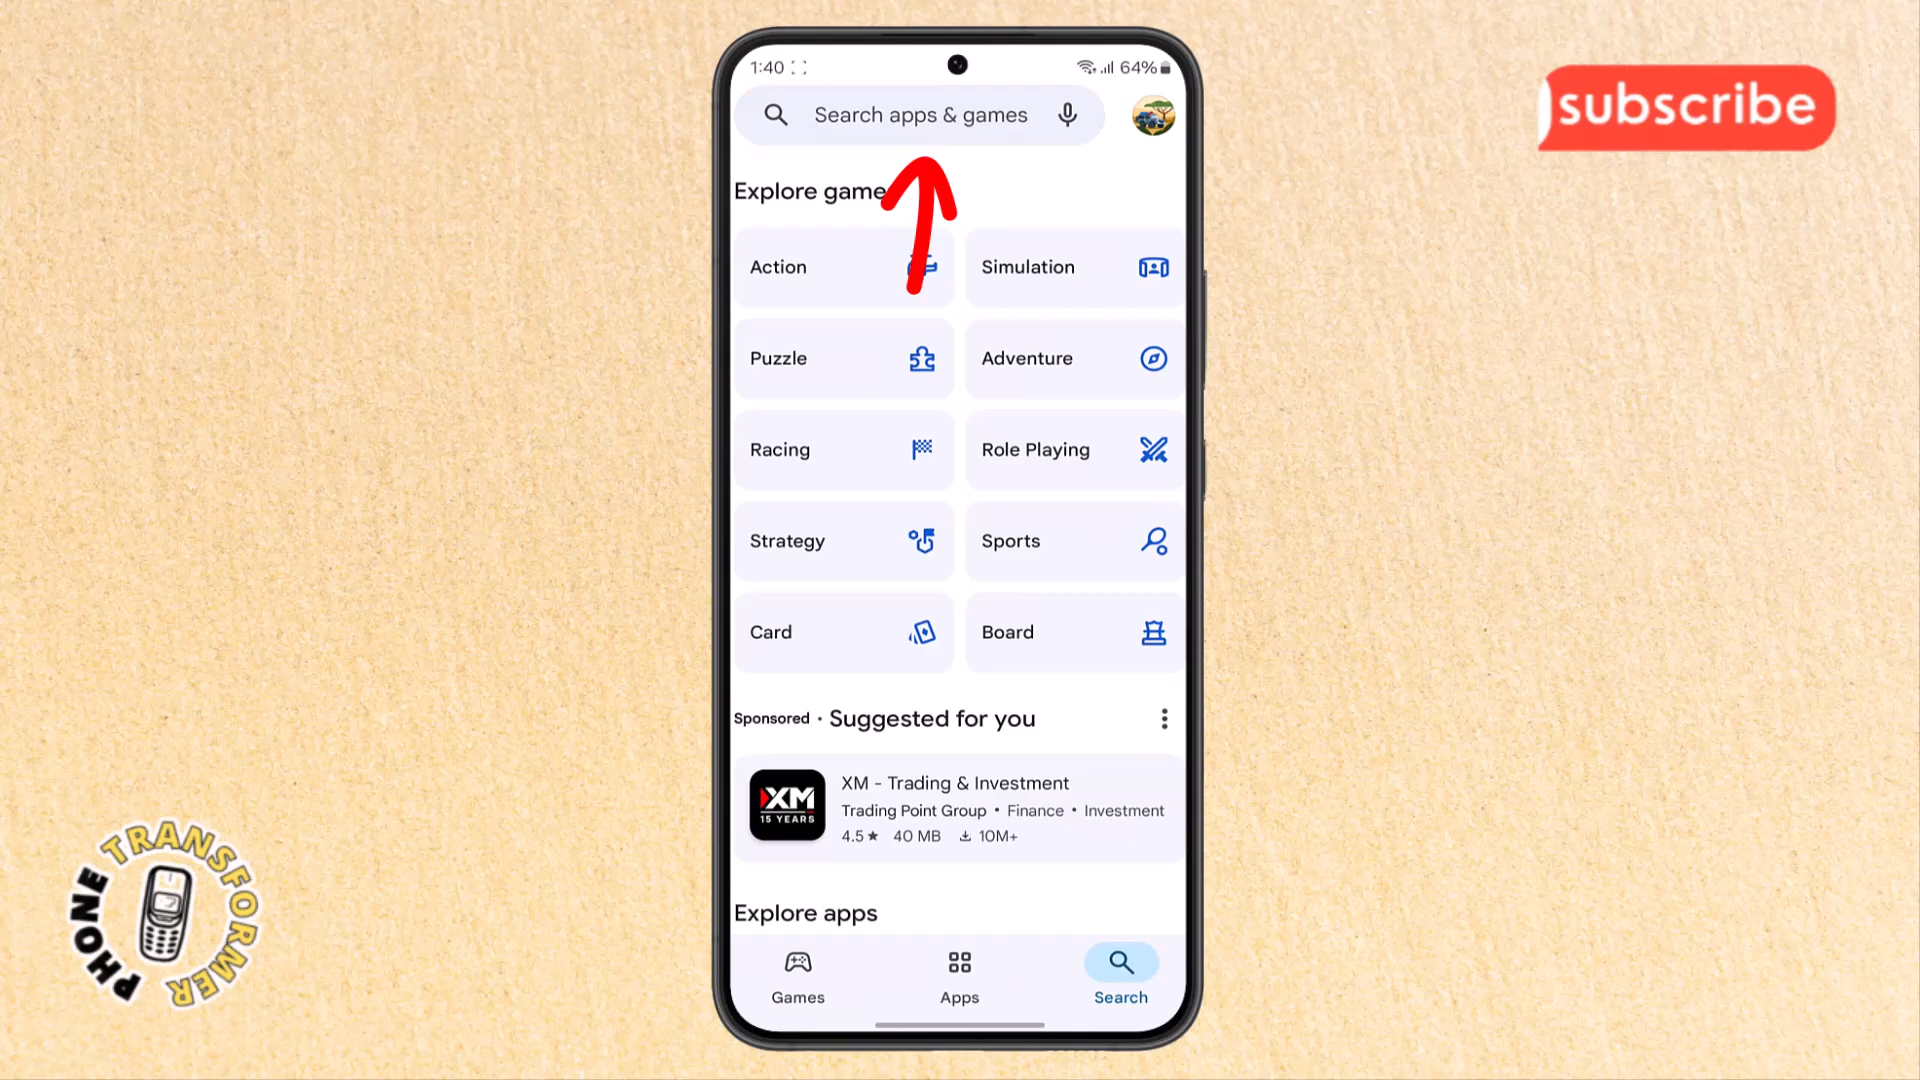 1:40
64%
Search apps & games
subscribe
Explore game
Action
Simulation
Puzzle
Adventure
Racing
Role Playing
Strategy
Sports
Card
Board
Sponsored · Suggested for you
XM
15 YEARS
XM - Trading & Investment
Trading Point Group • Finance • Investment
4.5★ 40 MB 10M+
Explore apps
Games
Apps
Search
PHONE TRANSFORMER